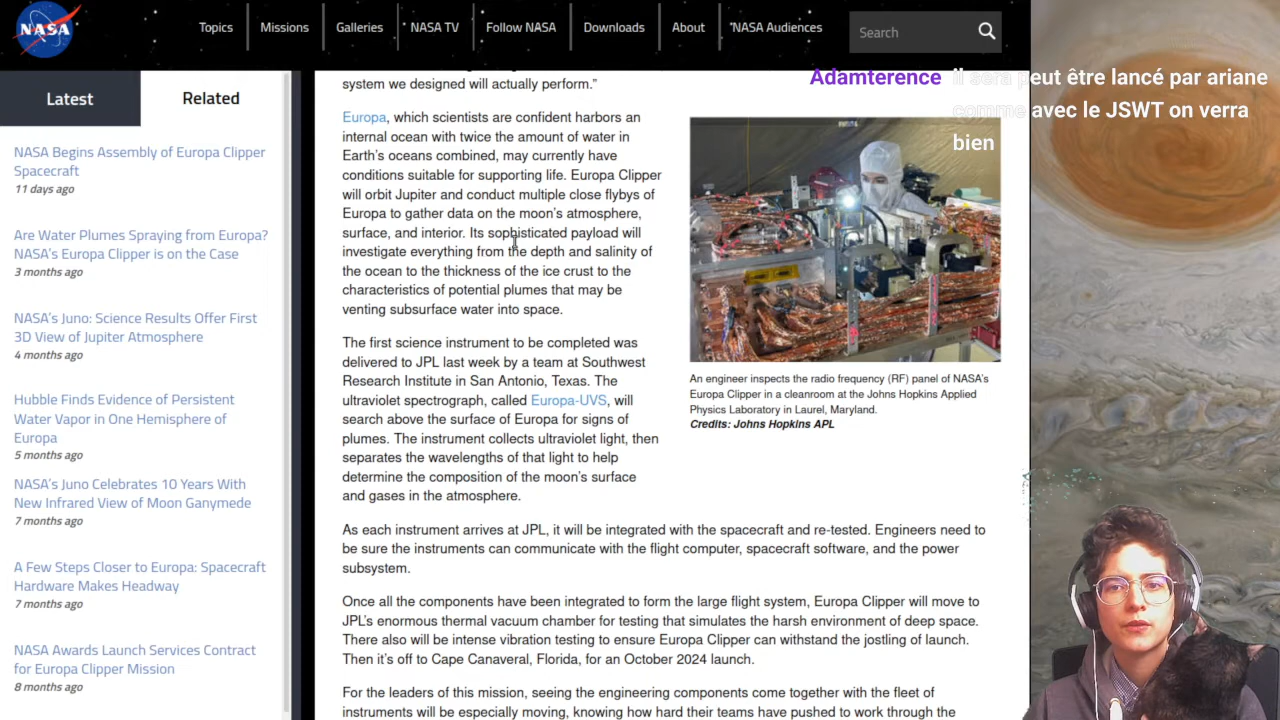 NASA
Topics
Missions
Galleries
NASA TV
Follow NASA
Downloads
About
NASA Audiences
Search
Latest
Related
NASA Begins Assembly of Europa Clipper
Spacecraft
11 days ago
Are Water Plumes Spraying from Europa?
NASA's Europa Clipper is on the Case
3 months ago
NASA's Juno: Science Results Offer First
3D View of Jupiter Atmosphere
4 months ago
Hubble Finds Evidence of Persistent
Water Vapor in One Hemisphere of
Europa
5 months ago
NASA's Juno Celebrates 10 Years With
New Infrared View of Moon Ganymede
7 months ago
A Few Steps Closer to Europa: Spacecraft
Hardware Makes Headway
7 months ago
NASA Awards Launch Services Contract
for Europa Clipper Mission
8 months ago
system we designed will actually perform.”
Europa, which scientists are confident harbors an
internal ocean with twice the amount of water in
Earth’s oceans combined, may currently have
conditions suitable for supporting life. Europa Clipper
will orbit Jupiter and conduct multiple close flybys of
Europa to gather data on the moon’s atmosphere,
surface, and interior. Its sophisticated payload will
investigate everything from the depth and salinity of
the ocean to the thickness of the ice crust to the
characteristics of potential plumes that may be
venting subsurface water into space.
The first science instrument to be completed was
delivered to JPL last week by a team at Southwest
Research Institute in San Antonio, Texas. The
ultraviolet spectrograph, called Europa-UVS, will
search above the surface of Europa for signs of
plumes. The instrument collects ultraviolet light, then
separates the wavelengths of that light to help
determine the composition of the moon’s surface
and gases in the atmosphere.
An engineer inspects the radio frequency (RF) panel of NASA’s
Europa Clipper in a cleanroom at the Johns Hopkins Applied
Physics Laboratory in Laurel, Maryland.
Credits: Johns Hopkins APL
As each instrument arrives at JPL, it will be integrated with the spacecraft and re-tested. Engineers need to
be sure the instruments can communicate with the flight computer, spacecraft software, and the power
subsystem.
Once all the components have been integrated to form the large flight system, Europa Clipper will move to
JPL’s enormous thermal vacuum chamber for testing that simulates the harsh environment of deep space.
There also will be intense vibration testing to ensure Europa Clipper can withstand the jostling of launch.
Then it’s off to Cape Canaveral, Florida, for an October 2024 launch.
For the leaders of this mission, seeing the engineering components come together with the fleet of
instruments will be especially moving, knowing how hard their teams have pushed to work through the
Adamterence il sera peut être lancé par ariane
comme avec le JSWT on verra
bien